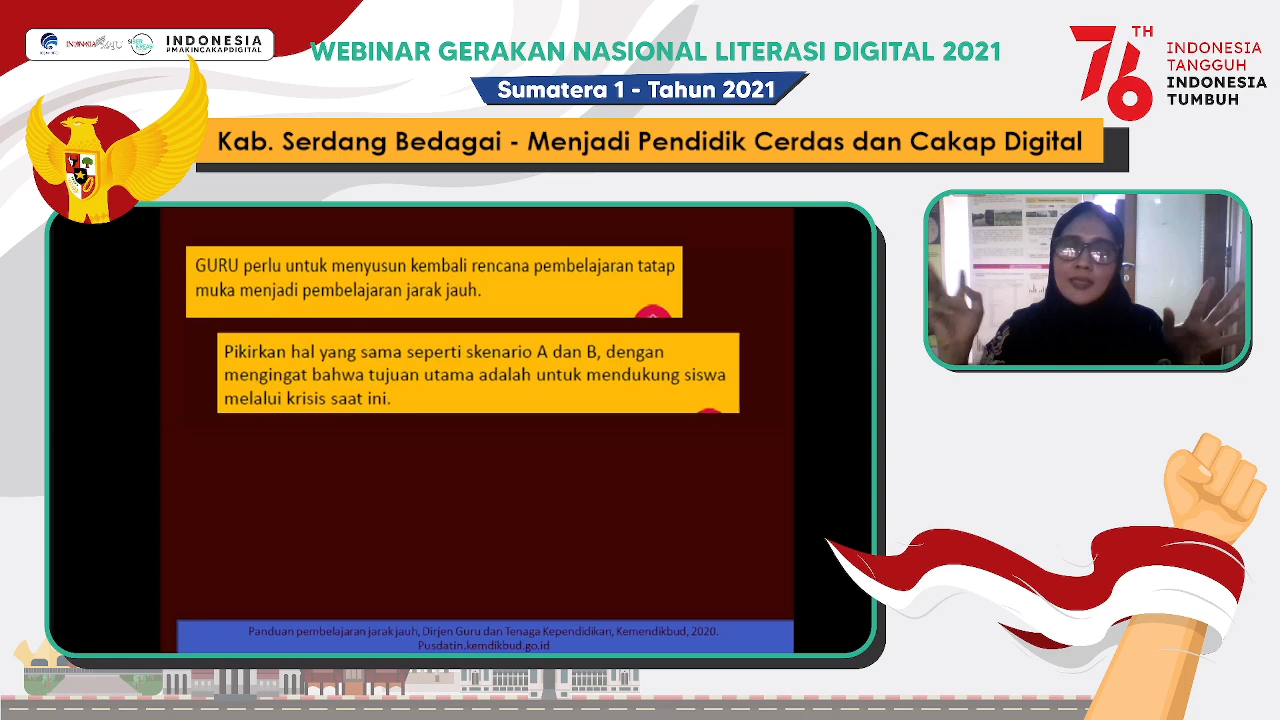 INDONESIA
#MAKINCAKAPDIGITAL
WEBINAR GERAKAN NASIONAL LITERASI DIGITAL 2021
Sumatera 1 - Tahun 2021
76 TH
INDONESIA
TANGGUH
INDONESIA
TUMBUH
Kab. Serdang Bedagai - Menjadi Pendidik Cerdas dan Cakap Digital
GURU perlu untuk menyusun kembali rencana pembelajaran tatap
muka menjadi pembelajaran jarak jauh.
Pikirkan hal yang sama seperti skenario A dan B, dengan
mengingat bahwa tujuan utama adalah untuk mendukung siswa
melalui krisis saat ini.
Panduan pembelajaran jarak jauh, Dirjen Guru dan Tenaga Kependidikan, Kemendikbud, 2020.
Pusdatin.kemdikbud.go.id